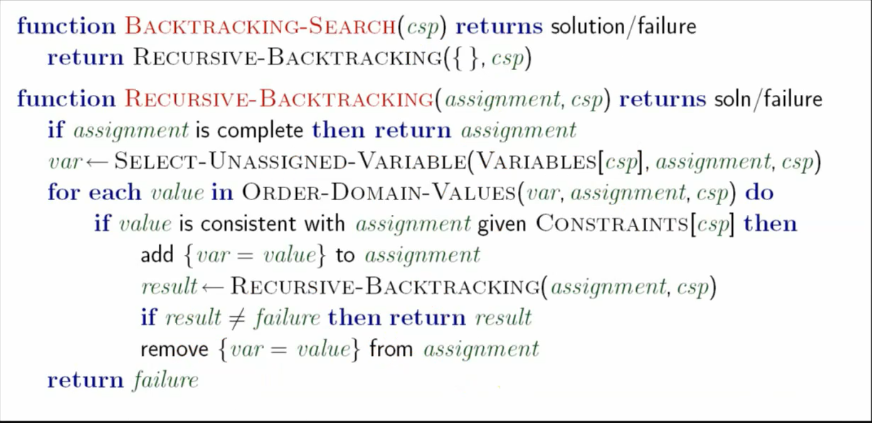 function BACKTRACKING-SEARCH(csp) returns solution/failure
return RECURSIVE-BACKTRACKING({ }, csp)
function RECURSIVE-BACKTRACKING(assignment, csp) returns soln/failure
if assignment is complete then return assignment
var ← SELECT-UNASSIGNED-VARIABLE(VARIABLES[csp], assignment, csp)
for each value in ORDER-DOMAIN-VALUES(var, assignment, csp) do
if value is consistent with assignment given CONSTRAINTS[csp] then
add {var = value} to assignment
result ← RECURSIVE-BACKTRACKING(assignment, csp)
if result ≠ failure then return result
remove {var = value} from assignment
return failure